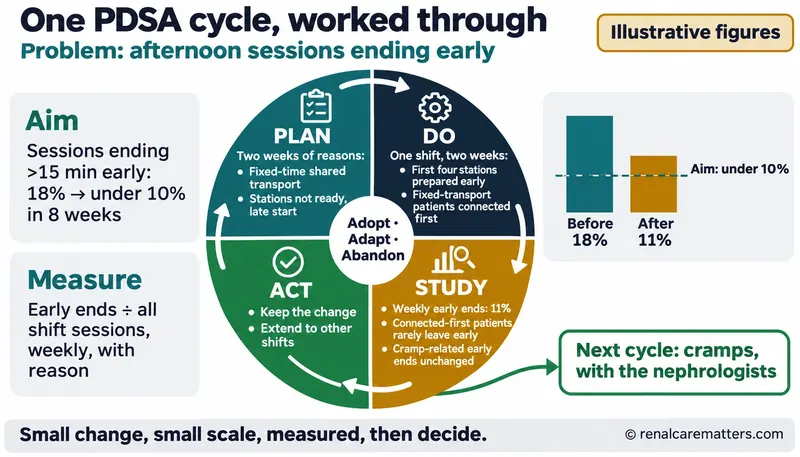 One PDSA cycle, worked through
Problem: afternoon sessions ending early
Illustrative figures
Aim
Sessions ending
>15 min early:
18% → under 10%
in 8 weeks
Measure
Early ends ÷ all
shift sessions,
weekly, with
reason
PLAN
Two weeks of reasons:
• Fixed-time shared
transport
• Stations not ready,
late start
DO
One shift, two weeks:
• First four stations
prepared early
• Fixed-transport
patients connected
first
Adopt ·
Adapt ·
Abandon
ACT
• Keep the change
• Extend to other
shifts
STUDY
• Weekly early ends: 11%
• Connected-first patients
rarely leave early
• Cramp-related early
ends unchanged
Aim: under 10%
Before
18%
After
11%
Next cycle: cramps,
with the nephrologists
Small change, small scale, measured, then decide.
© renalcarematters.com